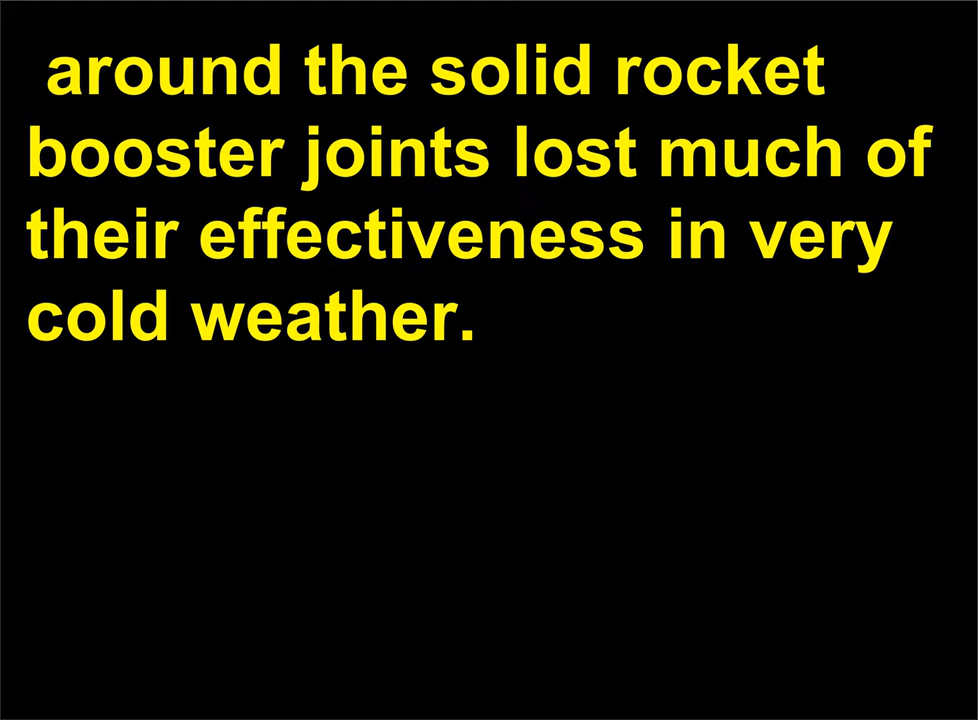 around the solid rocket
booster joints lost much of
their effectiveness in very
cold weather.